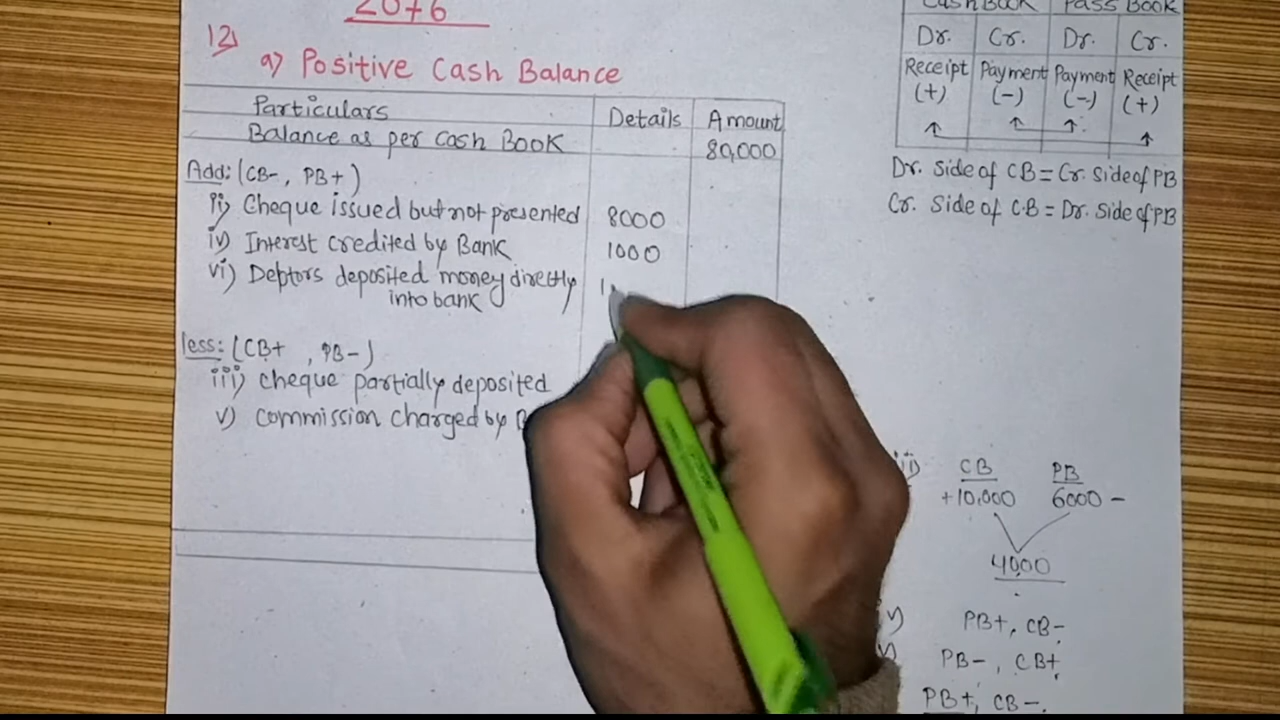 2076
12)
a) Positive Cash Balance
Particulars Details Amount
Balance as per Cash Book 80,000
Add: (CB-, PB+)
ii) Cheque issued but not presented 8000
iv) Interest credited by Bank 1000
vi) Debtors deposited money directly
into bank
less: (CB+ , PB-)
iii) cheque partially deposited
v) commission charged by
Cash Book Pass Book
Dr. Cr. Dr. Cr.
Receipt Payment Payment Receipt
(+) (-) (-) (+)
Dr. Side of CB = Cr. Side of PB
Cr. Side of CB = Dr. Side of PB
CB PB
+10,000 6000 -
4000
PB+, CB-
PB-, CB+
PB+, CB-.